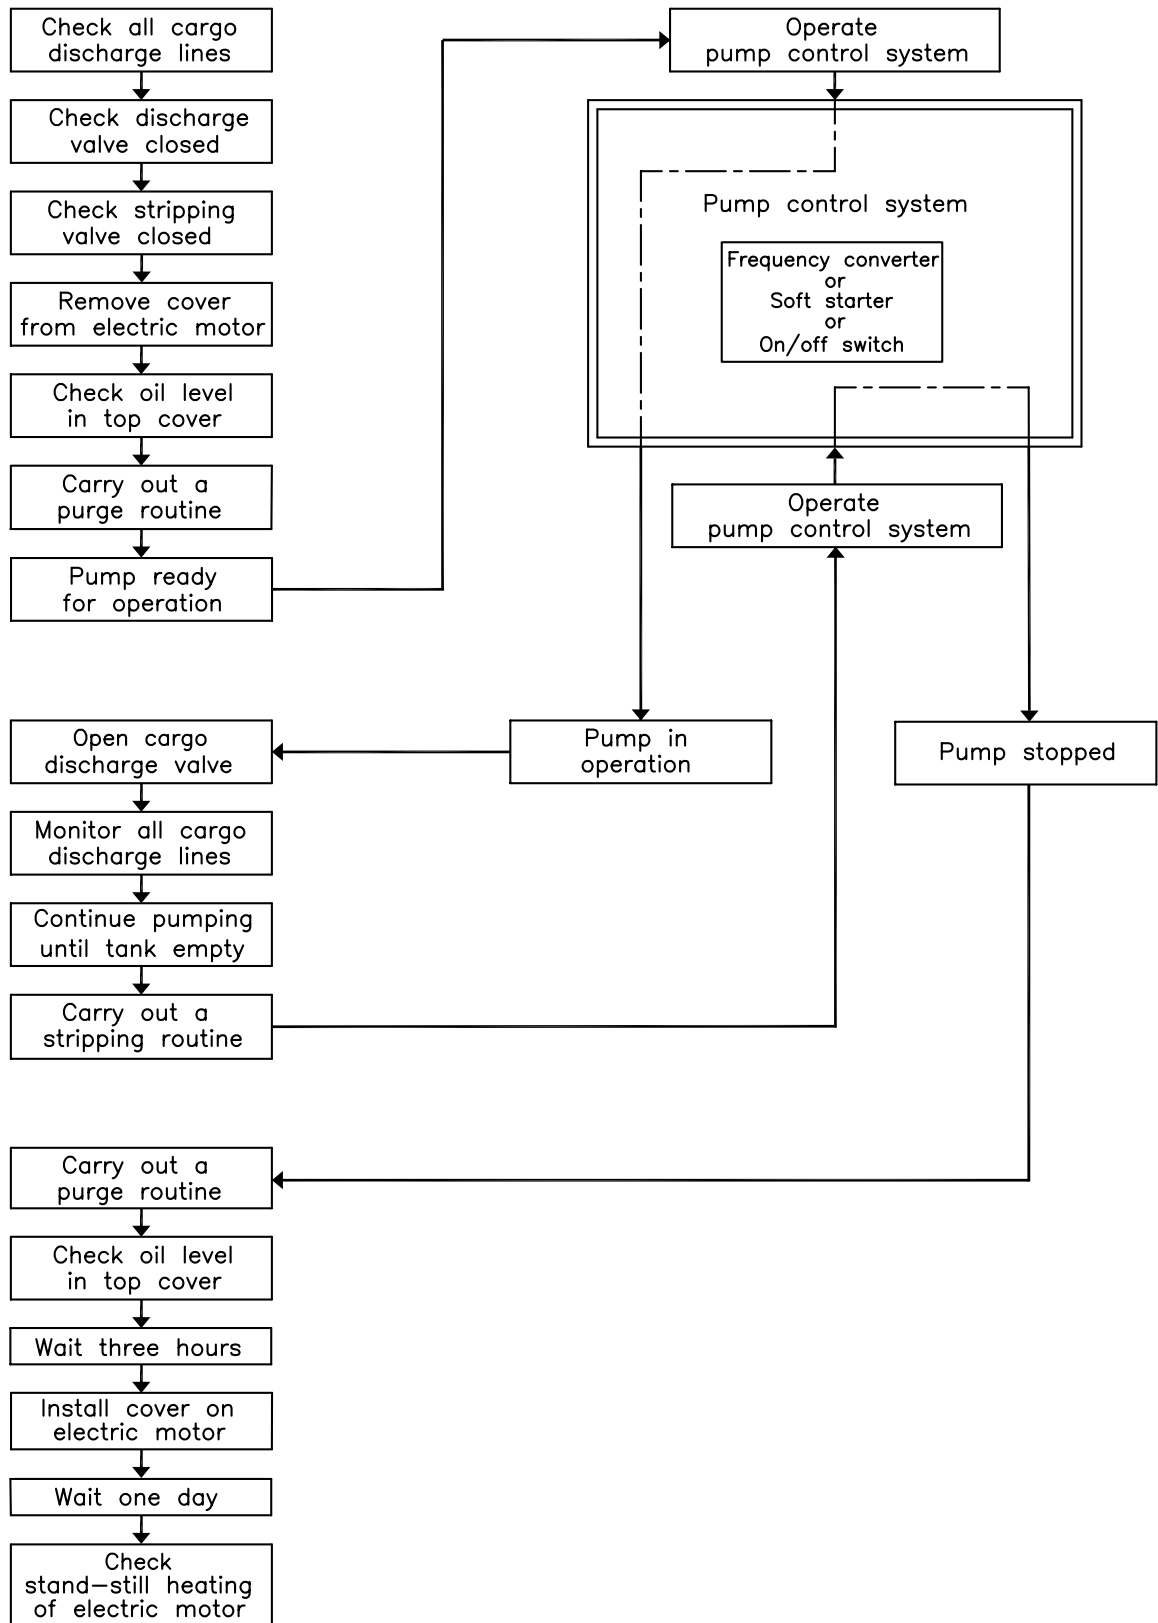 Check all cargo
discharge lines
Check discharge
valve closed
Check stripping
valve closed
Remove cover
from electric motor
Check oil level
in top cover
Carry out a
purge routine
Pump ready
for operation
Operate
pump control system
Pump control system
Frequency converter
or
Soft starter
or
On/off switch
Operate
pump control system
Pump in
operation
Pump stopped
Open cargo
discharge valve
Monitor all cargo
discharge lines
Continue pumping
until tank empty
Carry out a
stripping routine
Carry out a
purge routine
Check oil level
in top cover
Wait three hours
Install cover on
electric motor
Wait one day
Check
stand-still heating
of electric motor